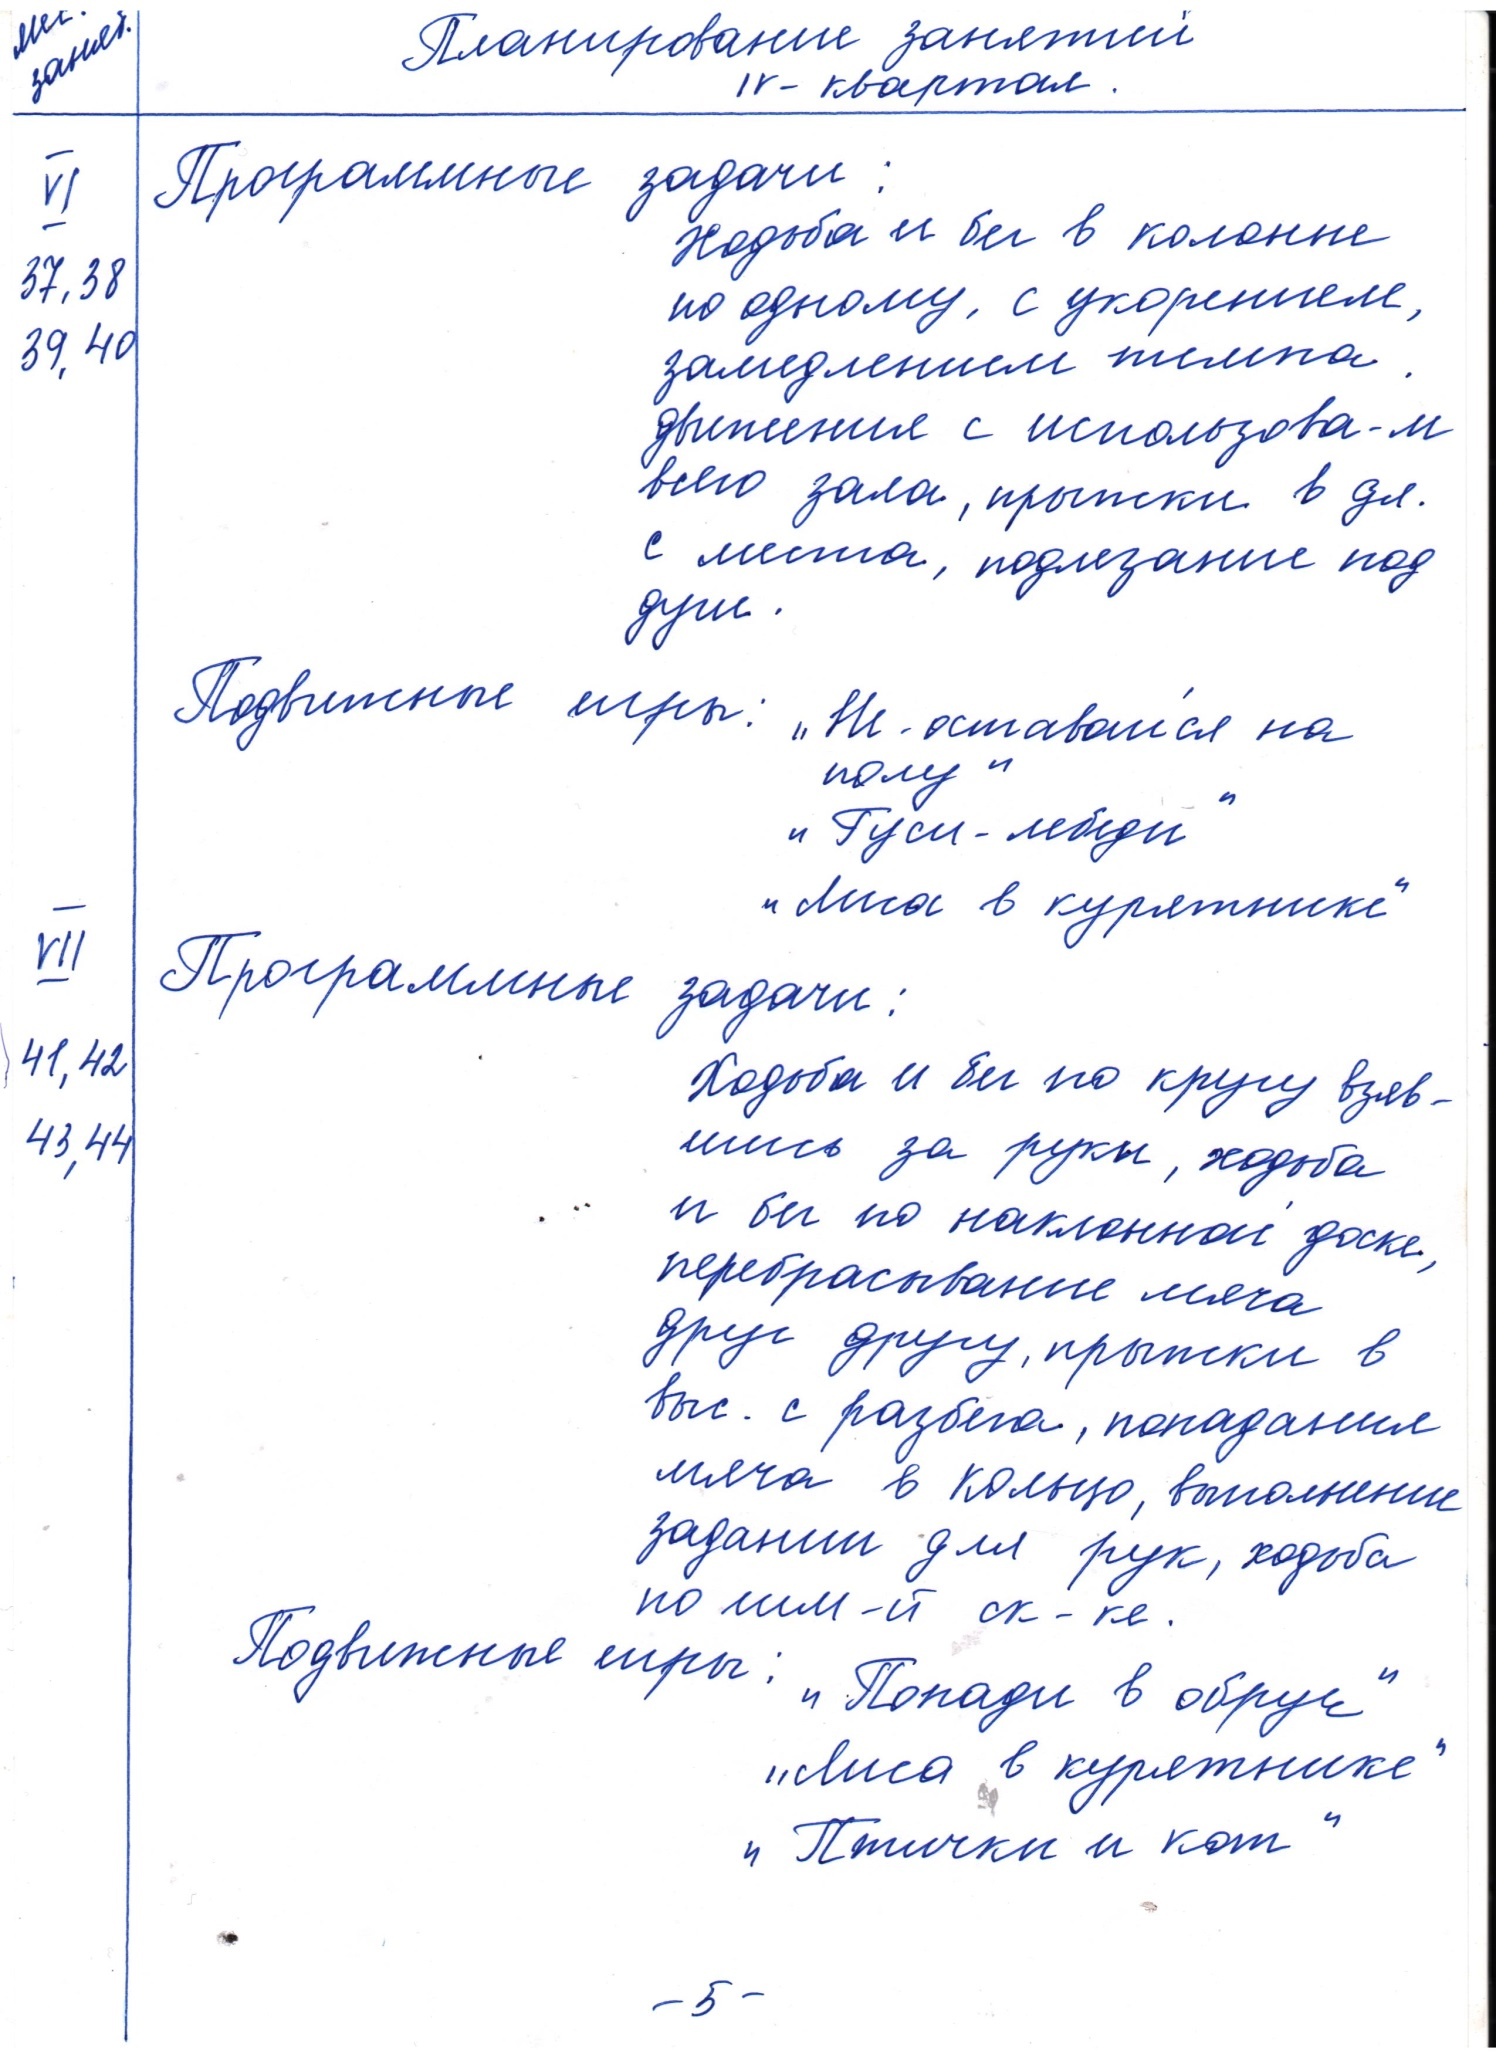 мес.
занят.
Планирование занятий
IV - квартал.
VI
37, 38
39, 40
Программные задачи:
Ходьба и бег в колонне
по одному, с укорением,
замедлением темпа.
движения с использова-м
всего зала, прыжки в дл.
с места, подлезание под
дуги.
Подвижные игры: „Не оставайся на
полу"
„Гуси-лебеди"
„Лиса в курятнике"
VII
41, 42
43, 44
Программные задачи:
Ходьба и бег по кругу взяв-
шись за руки, ходьба
и бег по наклонной доске,
перебрасывание мяча
друг другу, прыжки в
выс. с разбега, попадания
мяча в кольцо, выполнение
заданий для рук, ходьба
по гим-й ск-ке.
Подвижные игры: „Попади в обруч"
„Лиса в курятнике"
„Птички и кот"
- 5 -